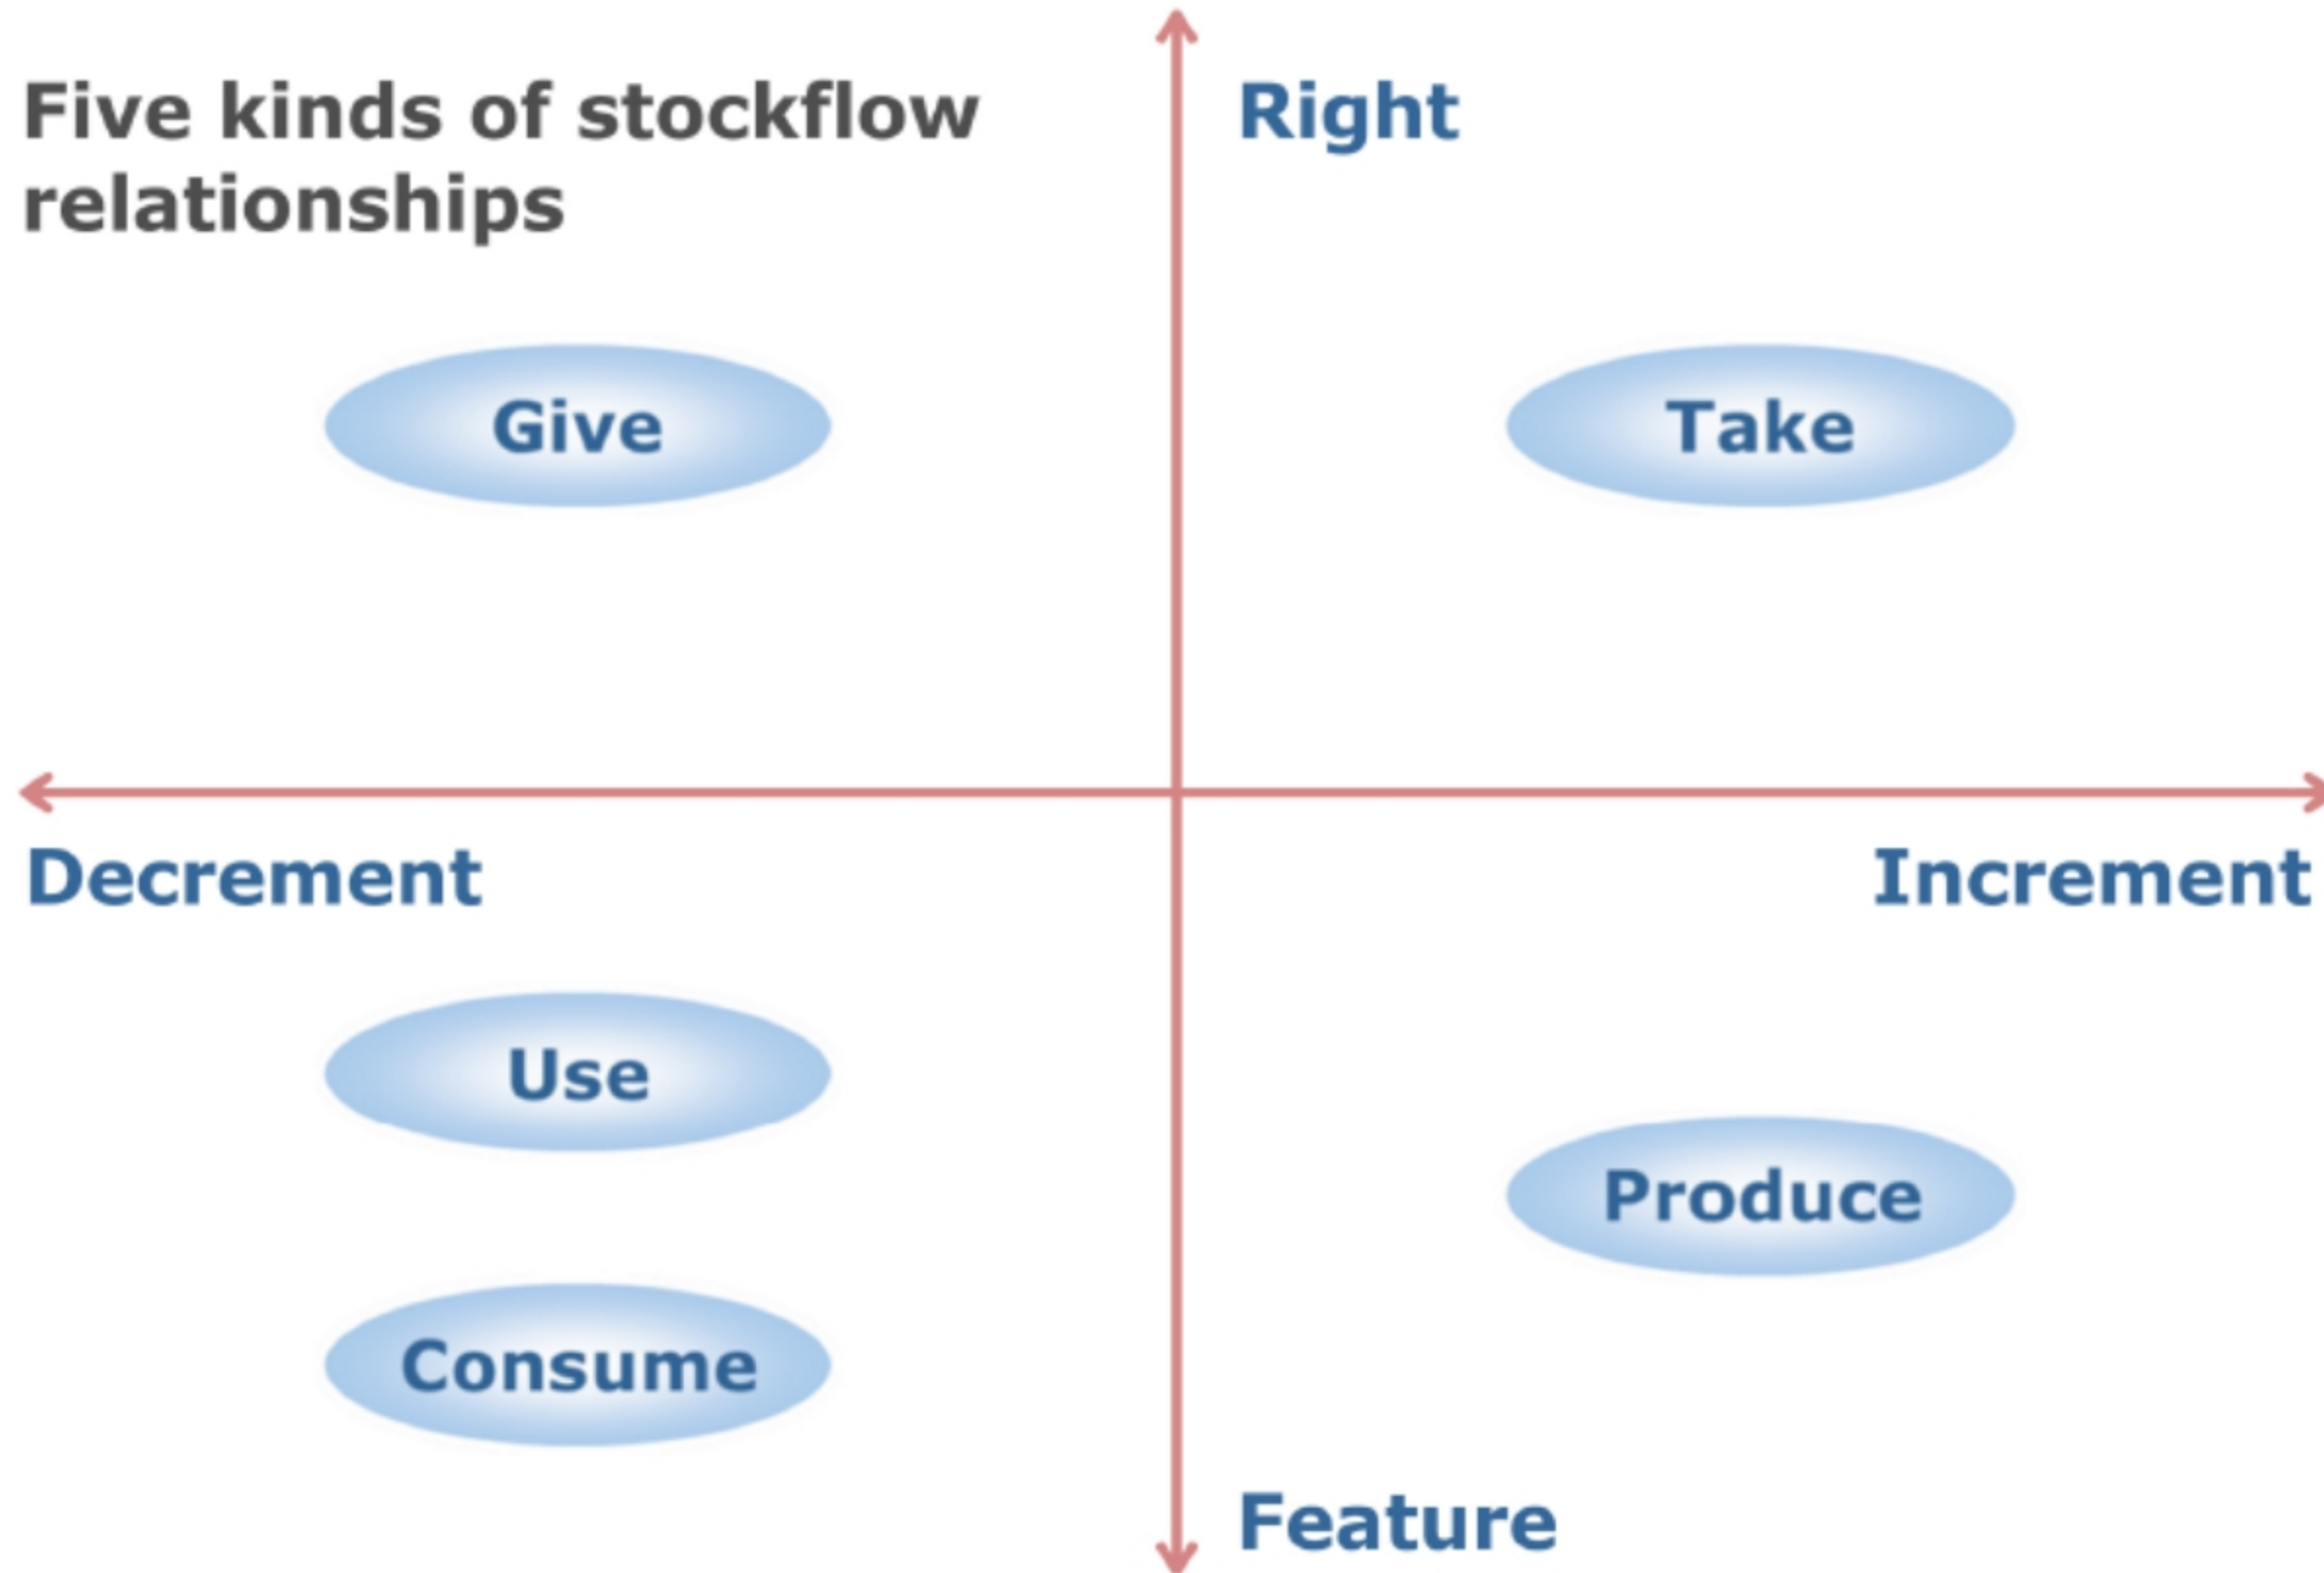 Five kinds of stockflow
relationships
Right
Give
Take
Decrement
Increment
Use
Produce
Consume
Feature